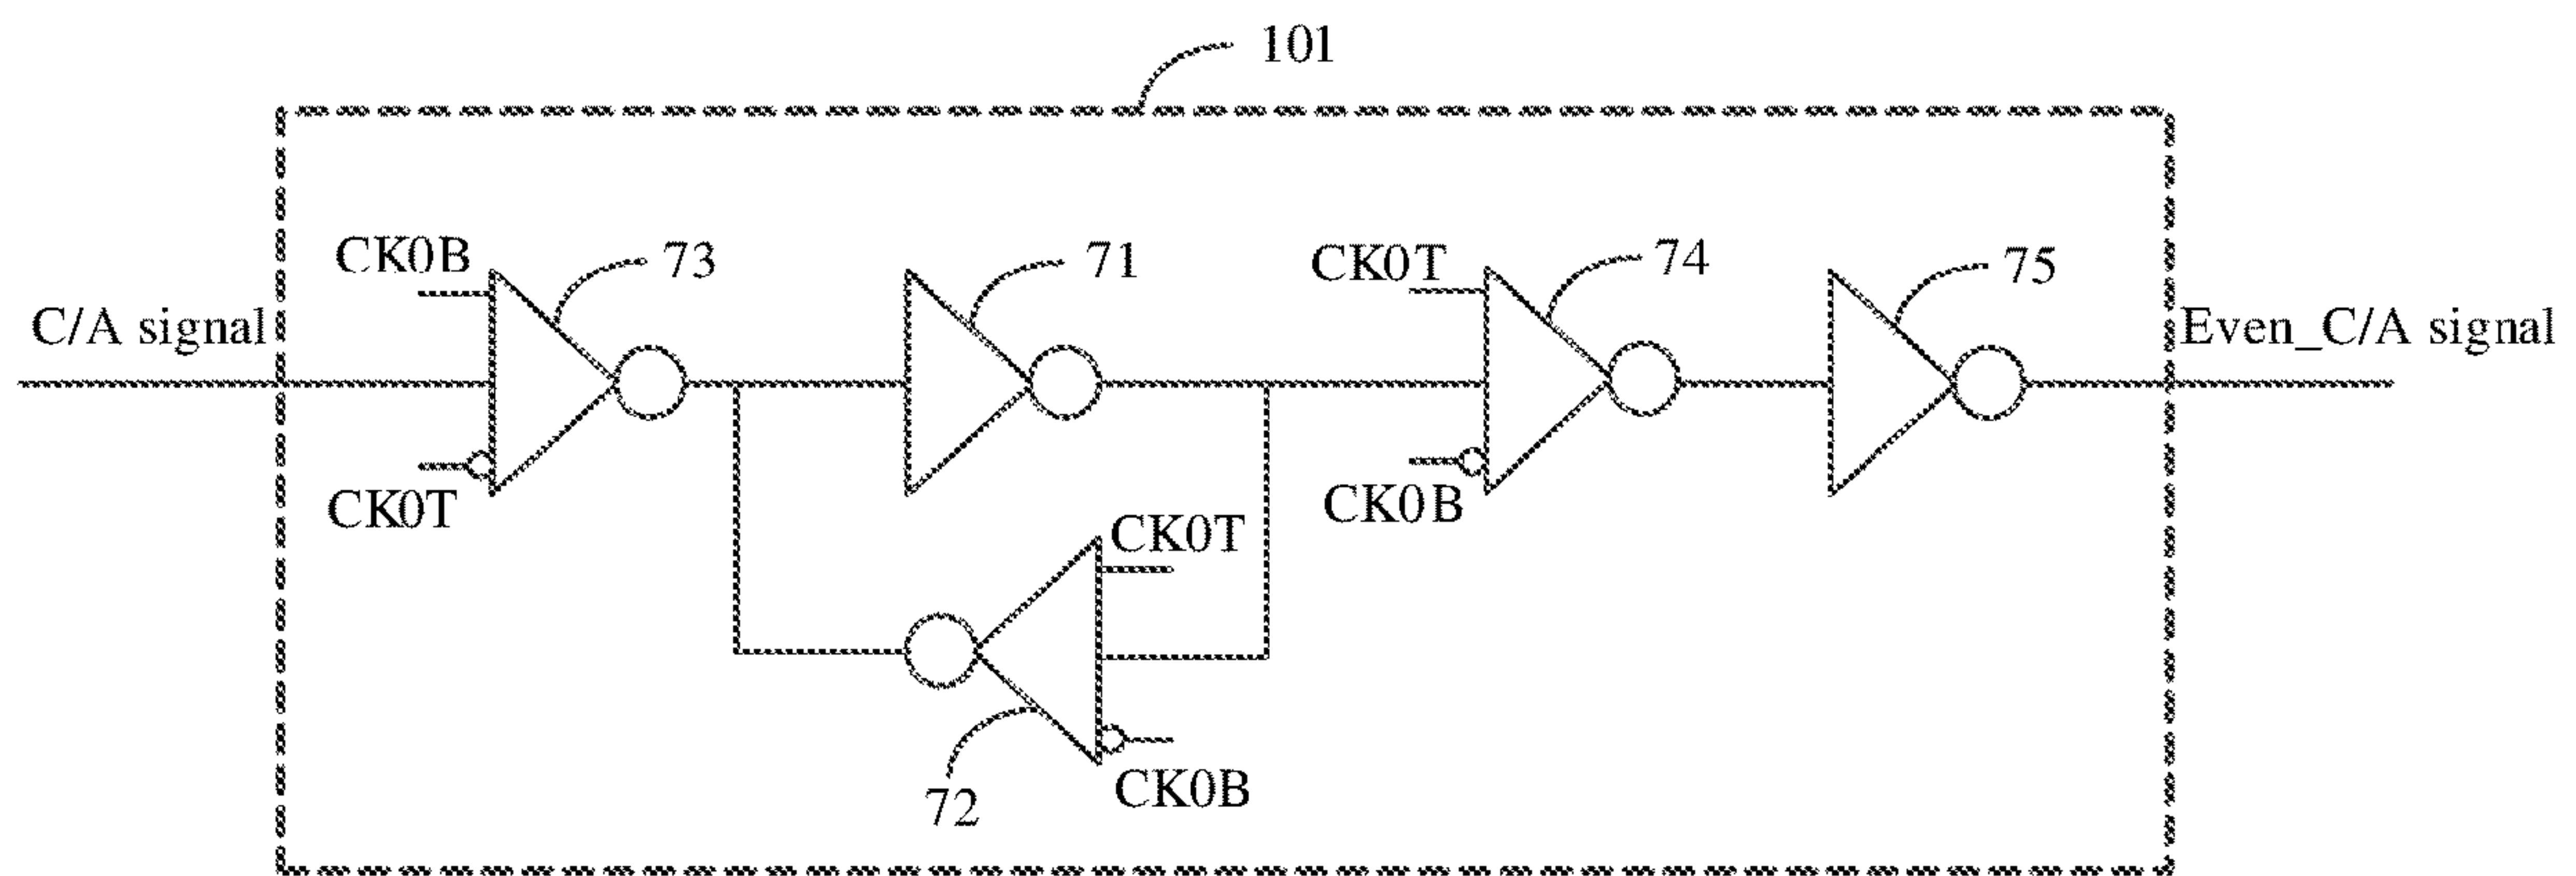 101
CK0B
73
71
CK0T
74
75
C/A signal
Even_C/A signal
CK0T
CK0T
CK0B
72
CK0B